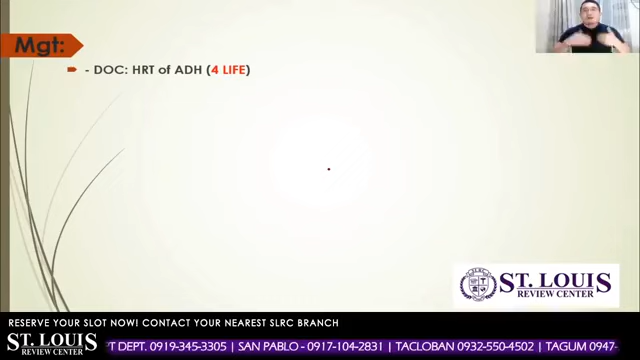 Mgt:
- DOC: HRT of ADH (4 LIFE)
ST. LOUIS
REVIEW CENTER
RESERVE YOUR SLOT NOW! CONTACT YOUR NEAREST SLRC BRANCH
ST. LOUIS
REVIEW CENTER
T DEPT. 0919-345-3305 | SAN PABLO - 0917-104-2831 | TACLOBAN 0932-550-4502 | TAGUM 0947-